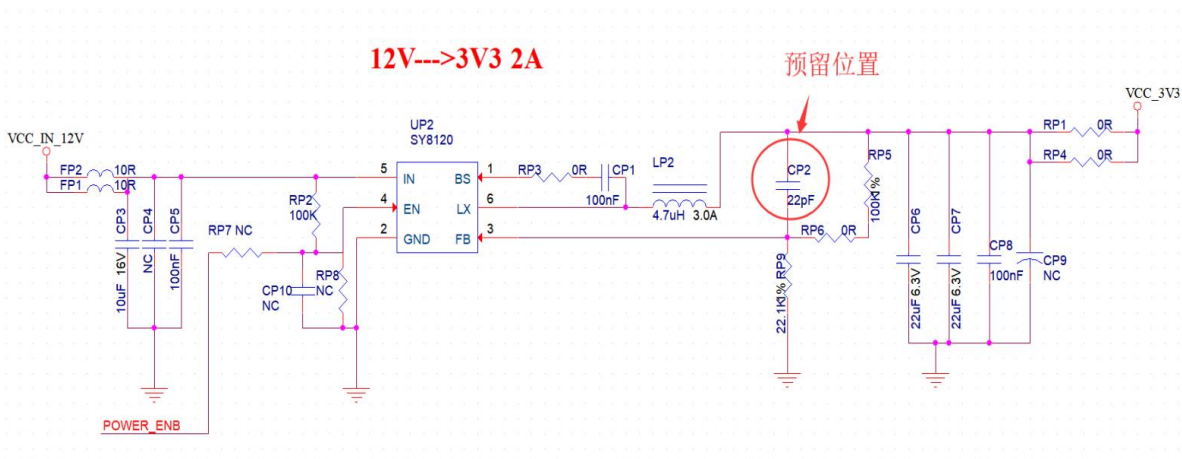 12V--->3V3 2A
预留位置
VCC_3V3
VCC_IN_12V
UP2
SY8120
RP1 0R
RP4 0R
FP2 10R
FP1 10R
5 IN BS 1
4 EN LX 6
2 GND FB 3
RP3 0R
CP1
100nF
LP2
4.7uH 3.0A
CP2
22pF
RP5
100K1%
RP6 0R
RP2
100K
RP7 NC
CP3
10uF 16V
CP4
NC
CP5
100nF
CP10
NC
RP8
NC
RP9
22.1K1%
CP6
22uF 6.3V
CP7
22uF 6.3V
CP8
100nF
CP9
NC
POWER_ENB